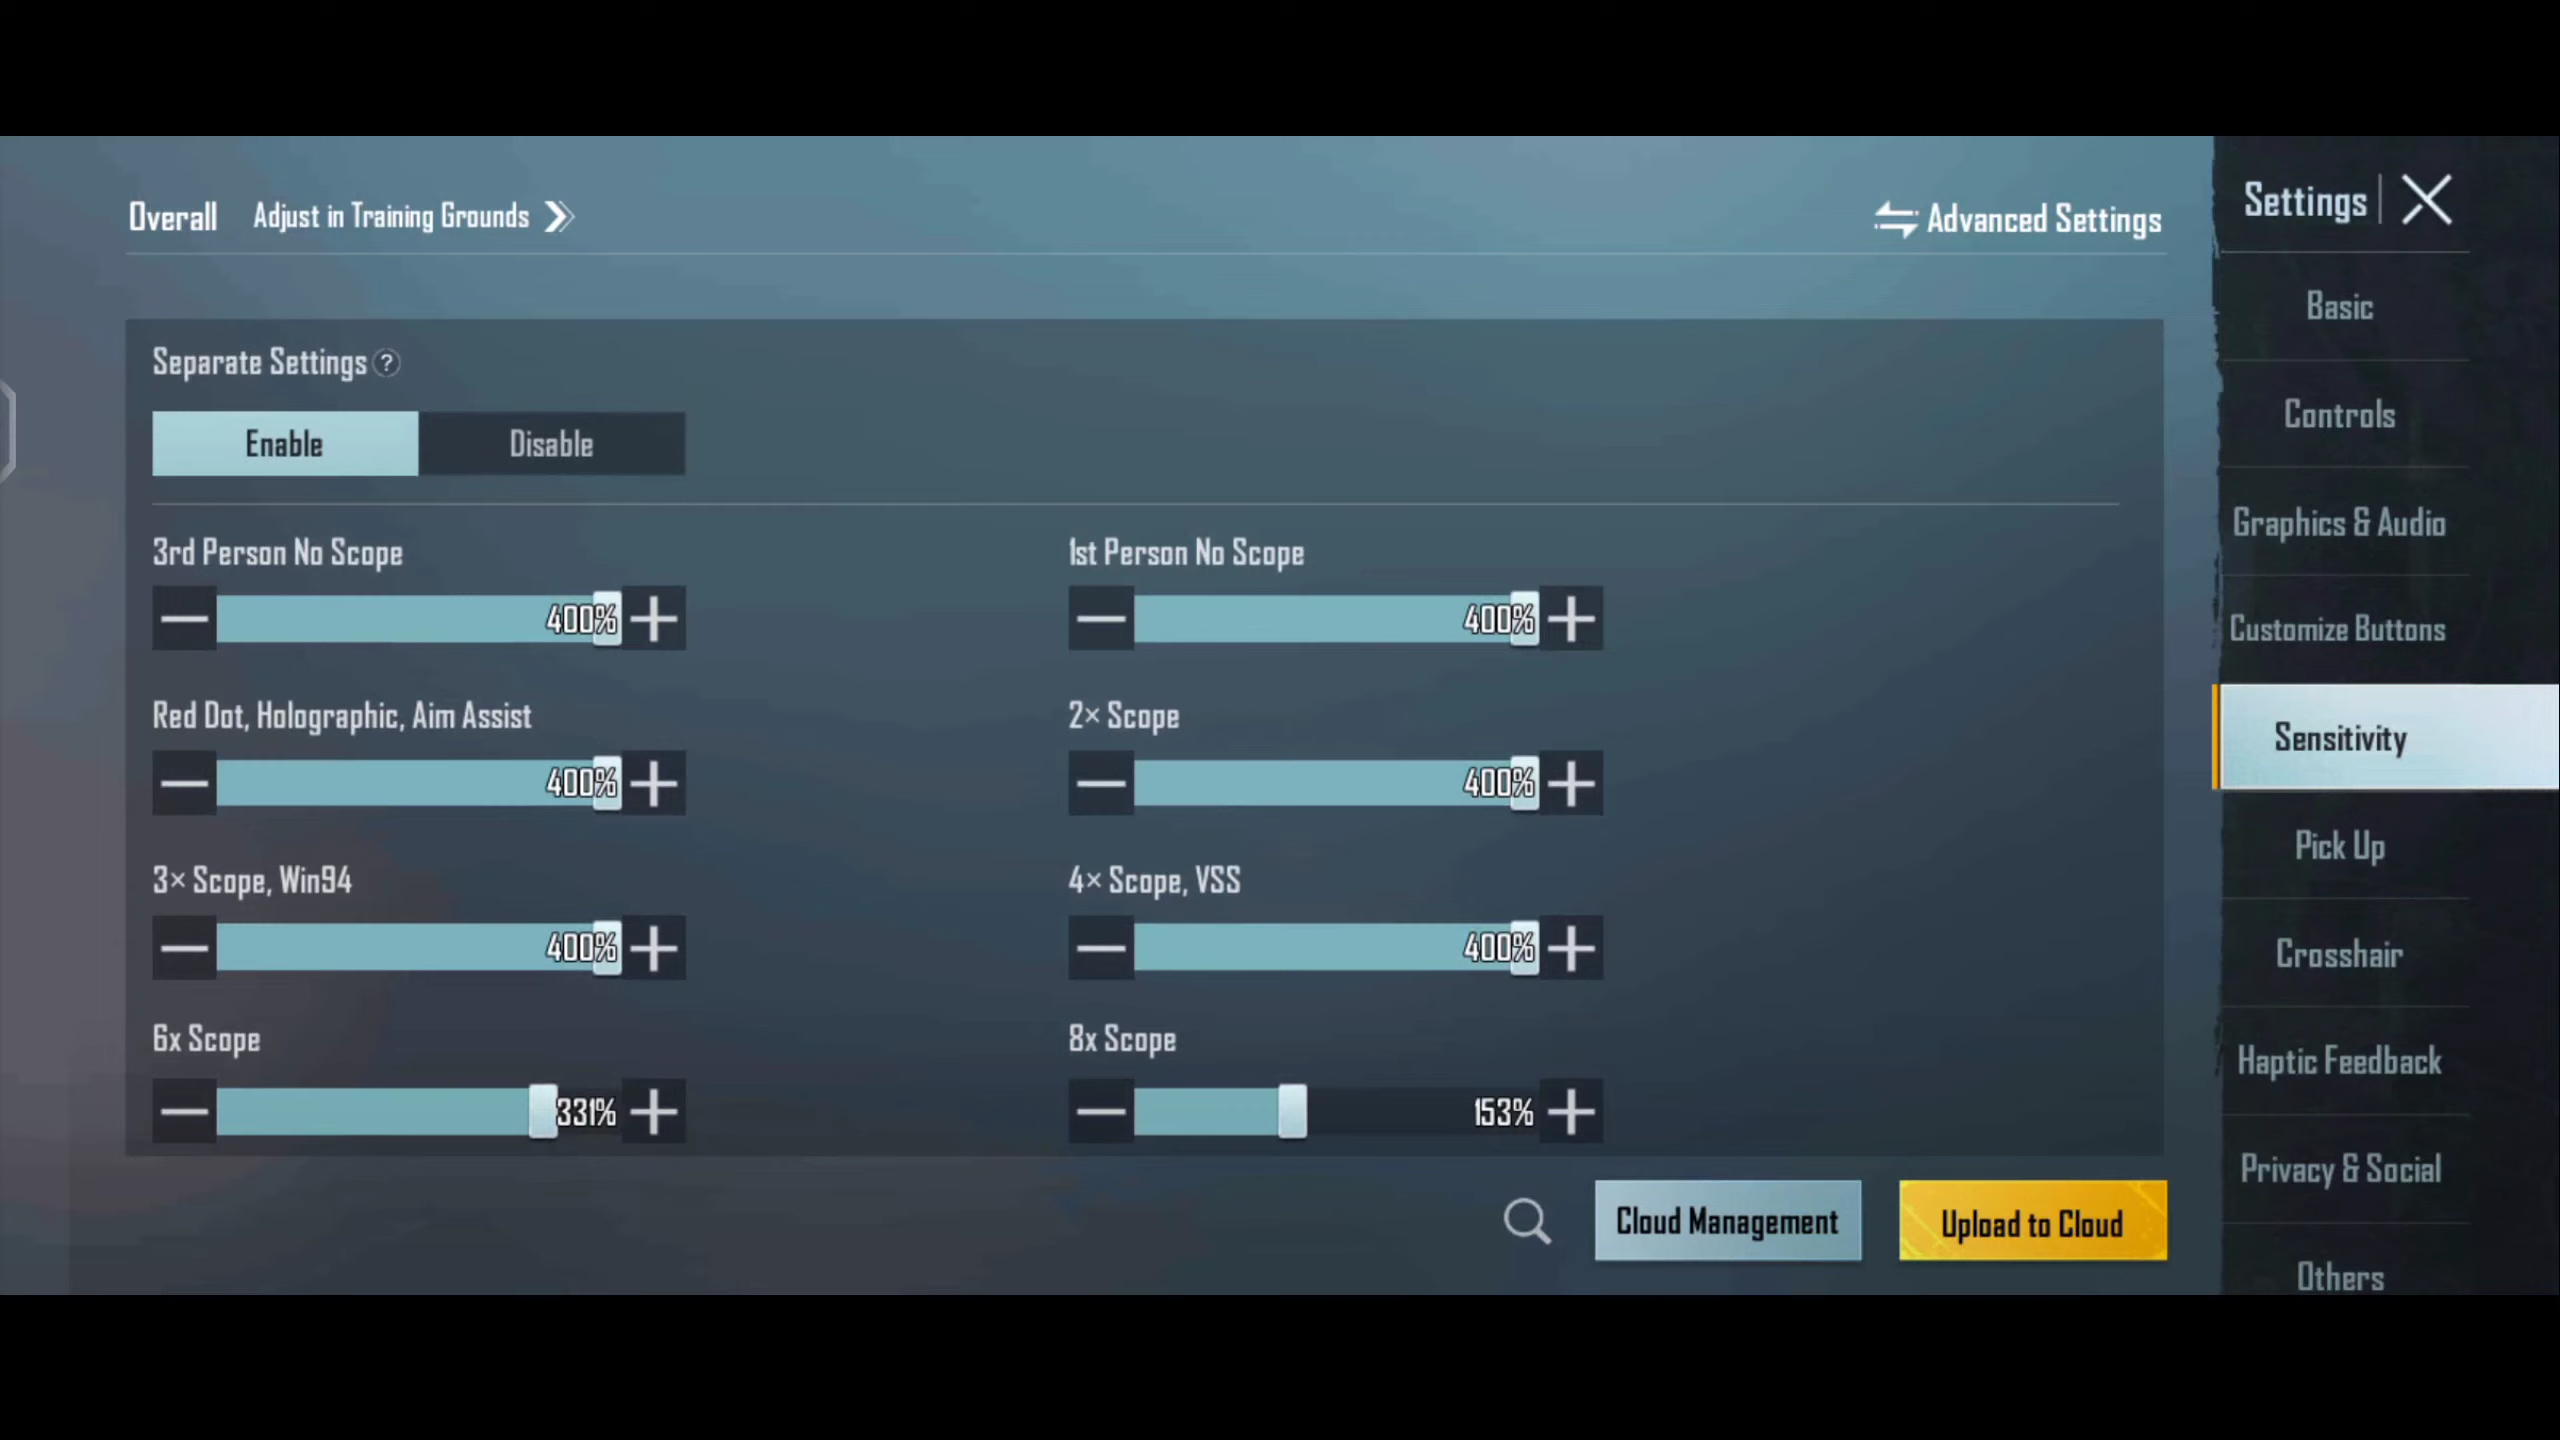 Overall Adjust in Training Grounds
Advanced Settings
Separate Settings ?
Enable Disable
3rd Person No Scope
400%
1st Person No Scope
400%
Red Dot, Holographic, Aim Assist
400%
2× Scope
400%
3× Scope, Win94
400%
4× Scope, VSS
400%
6x Scope
331%
8x Scope
153%
Cloud Management
Upload to Cloud
Settings
Basic
Controls
Graphics & Audio
Customize Buttons
Sensitivity
Pick Up
Crosshair
Haptic Feedback
Privacy & Social
Others